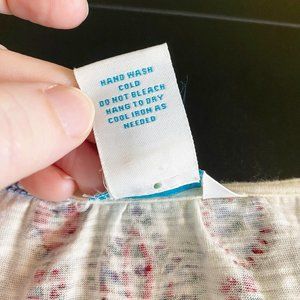 HAND WASH
COLD
DO NOT BLEACH
HANG TO DRY
COOL IRON AS
NEEDED